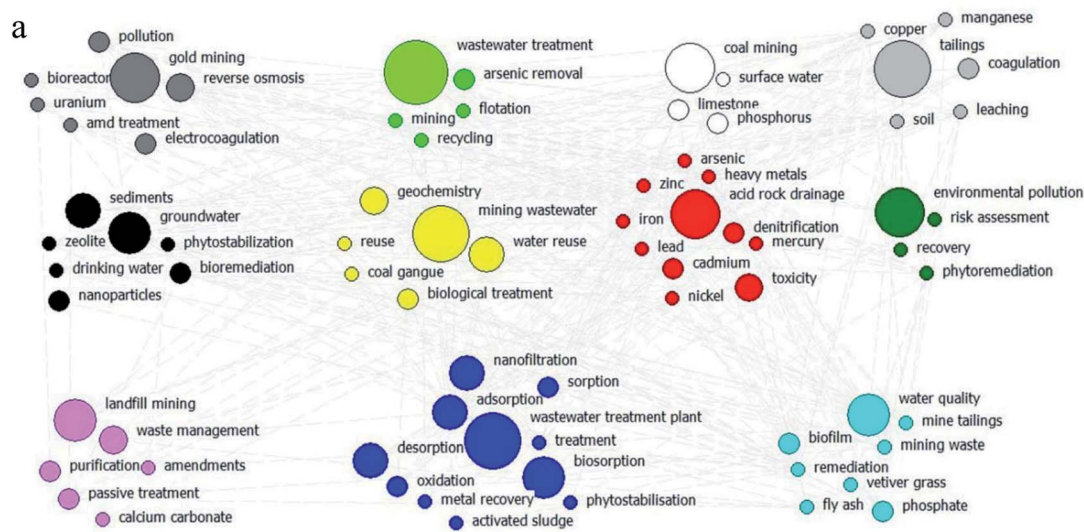 a
pollution
gold mining
bioreactor
reverse osmosis
uranium
amd treatment
electrocoagulation
wastewater treatment
arsenic removal
flotation
mining
recycling
coal mining
surface water
limestone
phosphorus
copper
manganese
tailings
coagulation
leaching
soil
sediments
groundwater
zeolite
phytostabilization
drinking water
bioremediation
nanoparticles
geochemistry
mining wastewater
reuse
water reuse
coal gangue
biological treatment
arsenic
heavy metals
zinc
acid rock drainage
iron
denitrification
lead
mercury
cadmium
toxicity
nickel
environmental pollution
risk assessment
recovery
phytoremediation
landfill mining
waste management
purification
amendments
passive treatment
calcium carbonate
nanofiltration
sorption
adsorption
wastewater treatment plant
treatment
desorption
biosorption
oxidation
metal recovery
phytostabilisation
activated sludge
water quality
mine tailings
biofilm
mining waste
remediation
vetiver grass
fly ash
phosphate